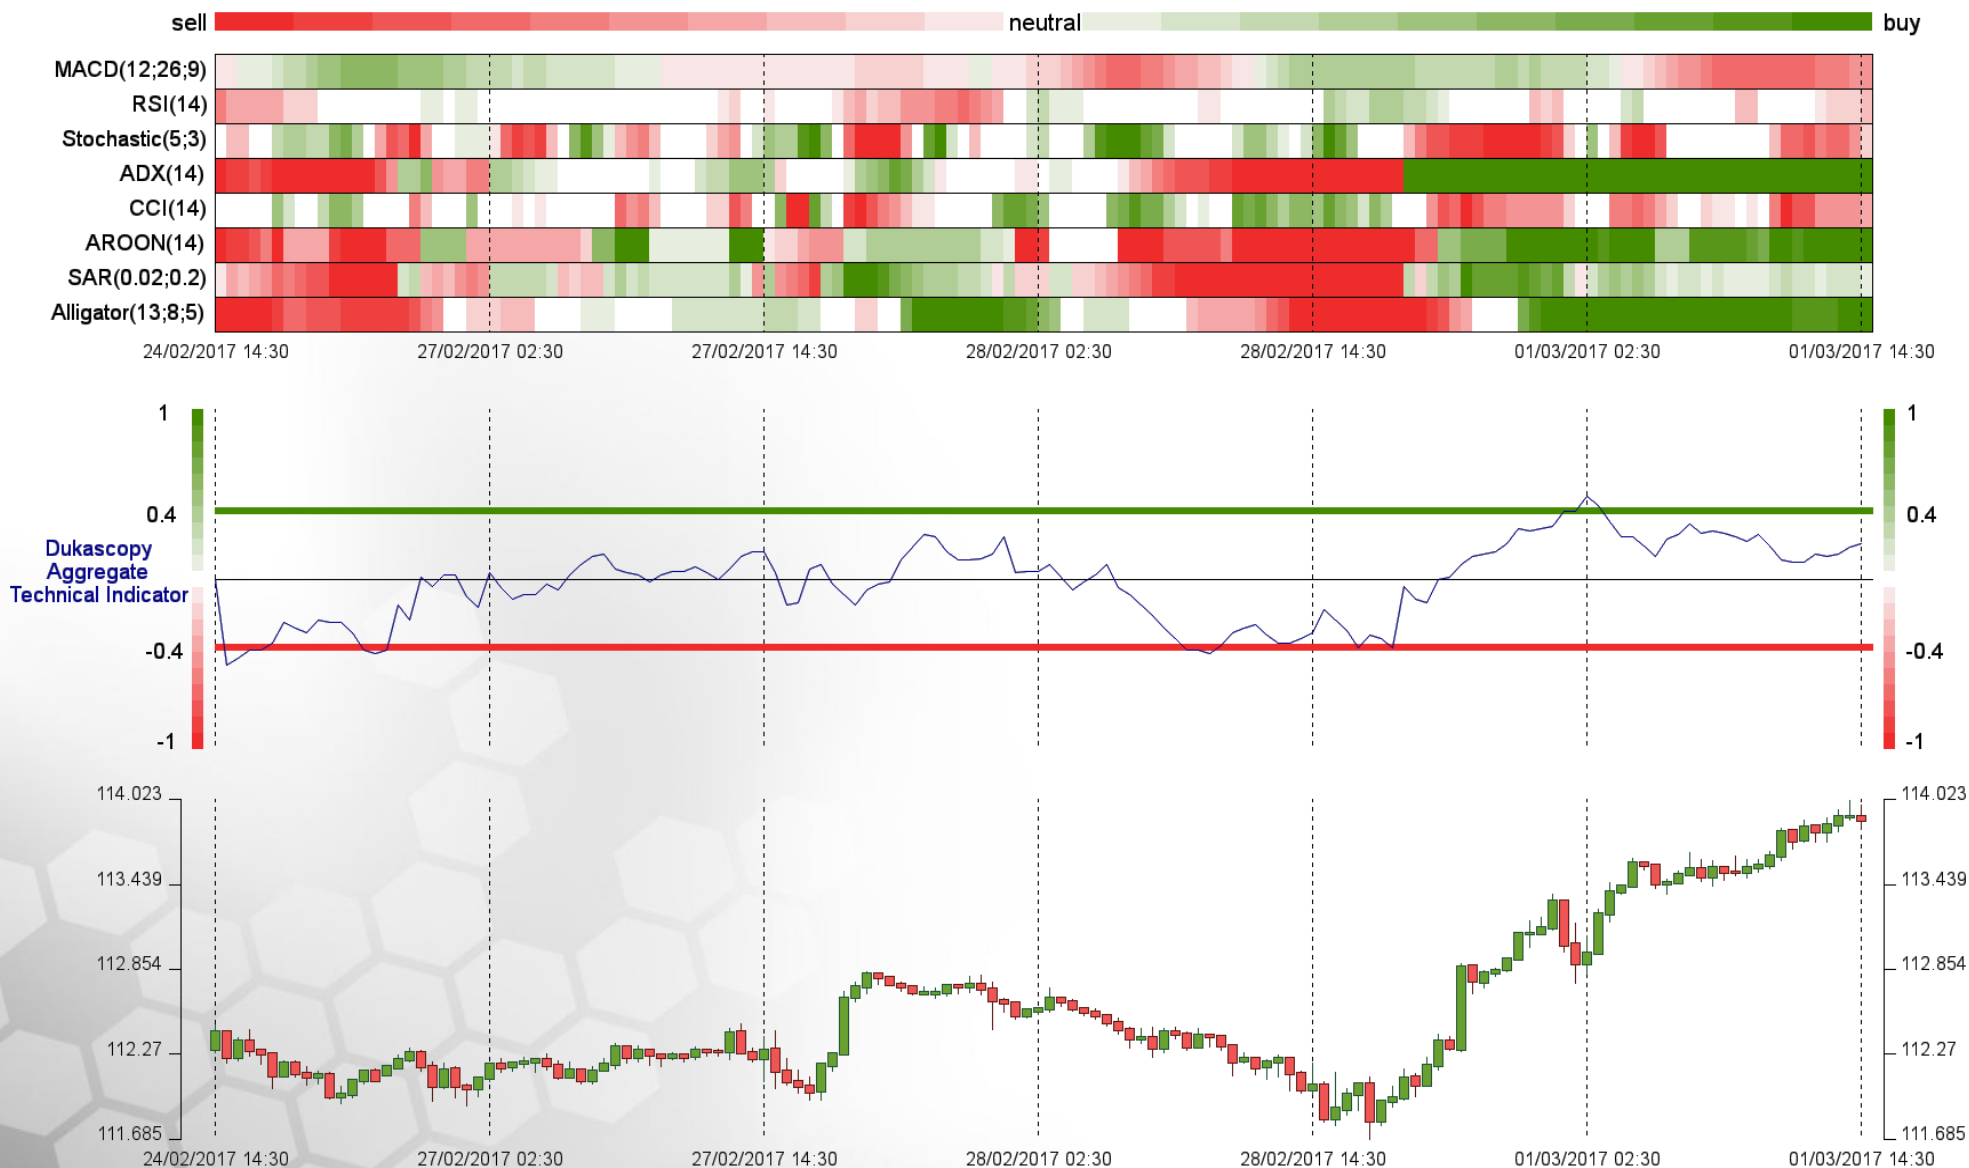 sell neutral buy
MACD(12;26;9)
RSI(14)
Stochastic(5;3)
ADX(14)
CCI(14)
AROON(14)
SAR(0.02;0.2)
Alligator(13;8;5)
24/02/2017 14:30 27/02/2017 02:30 27/02/2017 14:30 28/02/2017 02:30 28/02/2017 14:30 01/03/2017 02:30 01/03/2017 14:30
1 1
0.4 0.4
Dukascopy
Aggregate
Technical Indicator
-0.4 -0.4
-1 -1
114.023 114.023
113.439 113.439
112.854 112.854
112.27 112.27
111.685 111.685
24/02/2017 14:30 27/02/2017 02:30 27/02/2017 14:30 28/02/2017 02:30 28/02/2017 14:30 01/03/2017 02:30 01/03/2017 14:30